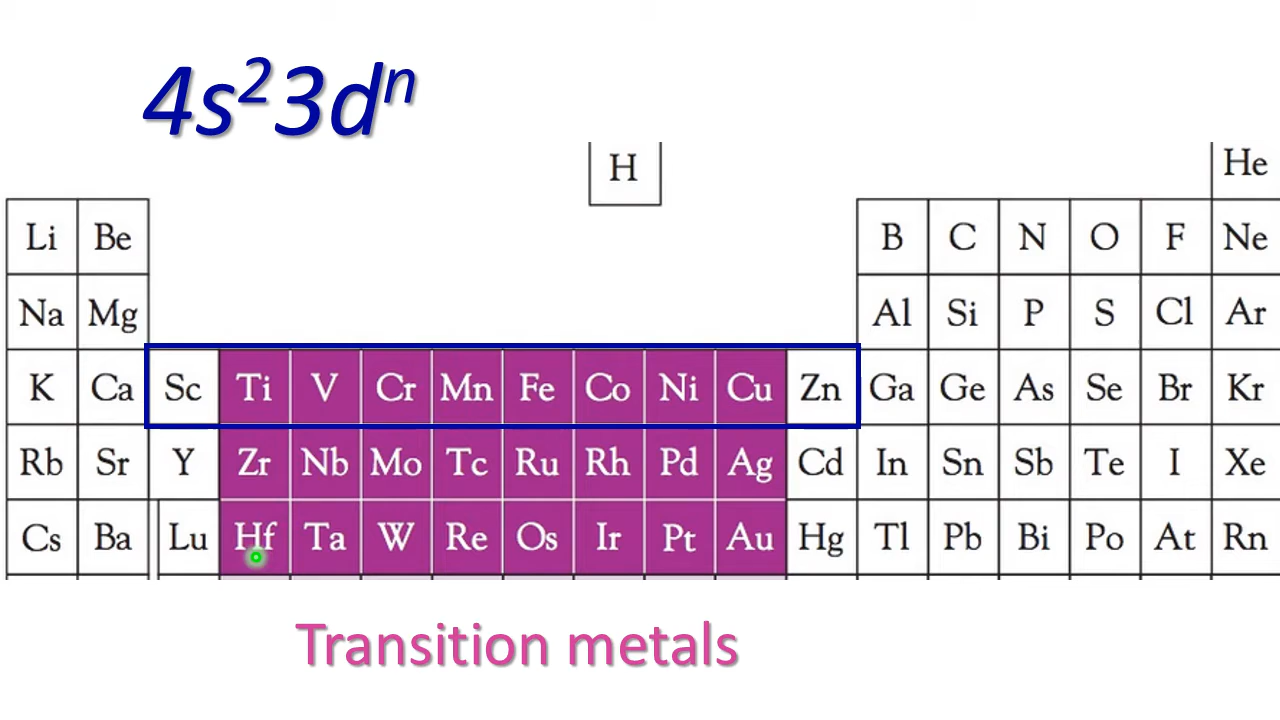 4s²3dⁿ
H He
Li Be B C N O F Ne
Na Mg Al Si P S Cl Ar
K Ca Sc Ti V Cr Mn Fe Co Ni Cu Zn Ga Ge As Se Br Kr
Rb Sr Y Zr Nb Mo Tc Ru Rh Pd Ag Cd In Sn Sb Te I Xe
Cs Ba Lu Hf Ta W Re Os Ir Pt Au Hg Tl Pb Bi Po At Rn
Transition metals